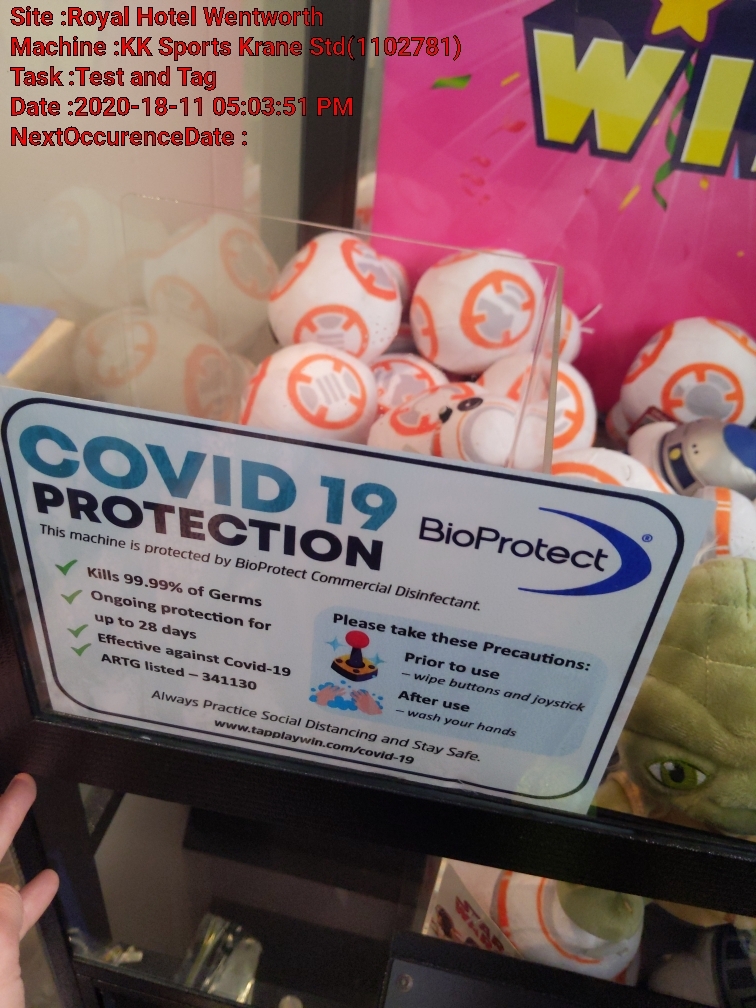 Site :Royal Hotel Wentworth
Machine :KK Sports Krane Std(1102781)
Task :Test and Tag
Date :2020-18-11 05:03:51 PM
NextOccurenceDate :
WI
COVID 19
PROTECTION
BioProtect®
This machine is protected by BioProtect Commercial Disinfectant.
Kills 99.99% of Germs
Ongoing protection for
up to 28 days
Effective against Covid-19
ARTG listed – 341130
Please take these Precautions:
Prior to use
– wipe buttons and joystick
After use
– wash your hands
Always Practice Social Distancing and Stay Safe.
www.tapplaywin.com/covid-19
STAR
WARS